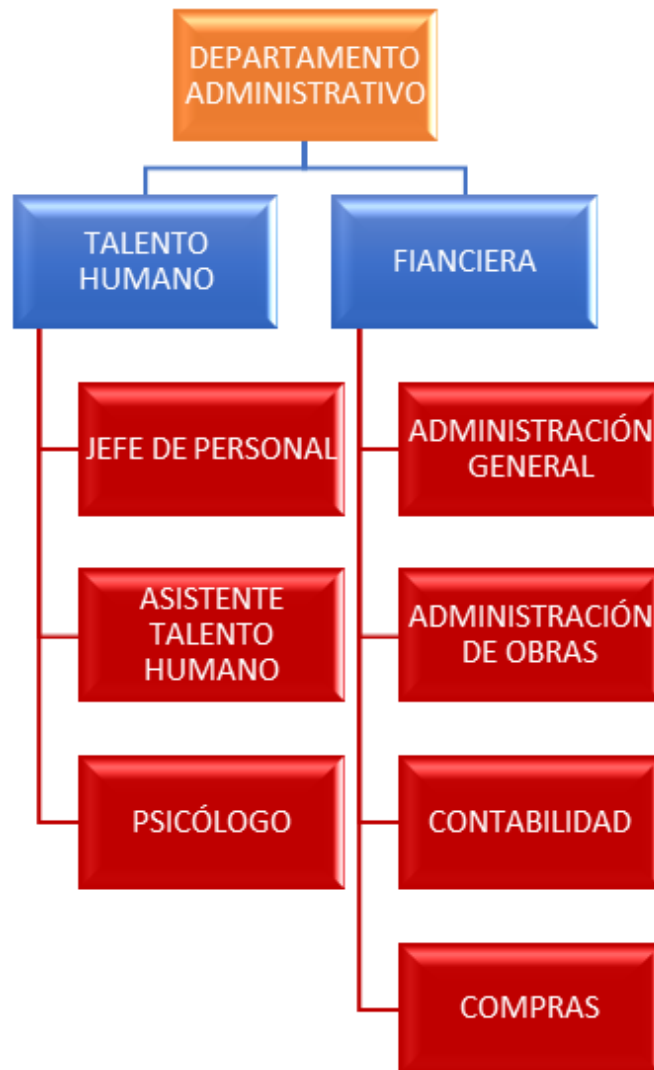 DEPARTAMENTO
ADMINISTRATIVO
TALENTO
HUMANO
FIANCIERA
JEFE DE PERSONAL
ADMINISTRACIÓN
GENERAL
ASISTENTE
TALENTO
HUMANO
ADMINISTRACIÓN
DE OBRAS
PSICÓLOGO
CONTABILIDAD
COMPRAS